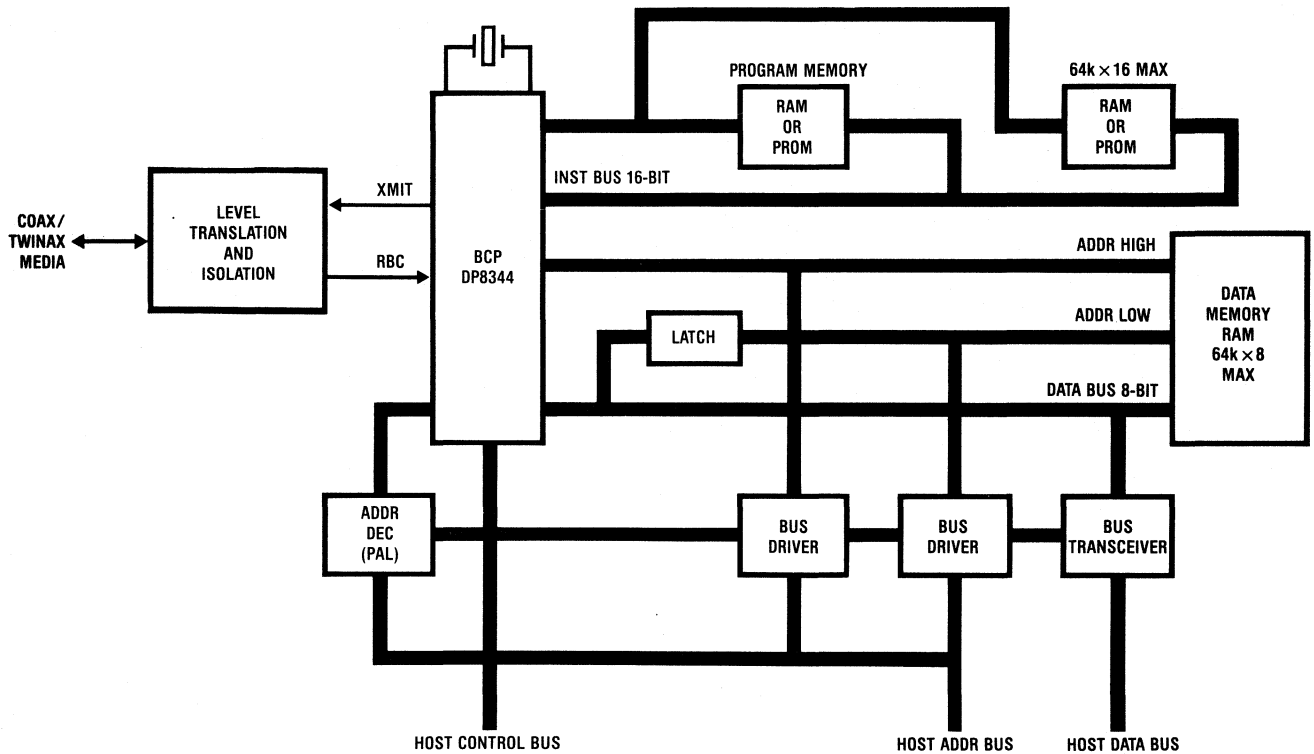 PROGRAM MEMORY
64k × 16 MAX
RAM
OR
PROM
RAM
OR
PROM
INST BUS 16-BIT
XMIT
LEVEL
TRANSLATION
AND
ISOLATION
COAX/
TWINAX
MEDIA
RBC
BCP
DP8344
ADDR HIGH
ADDR LOW
DATA BUS 8-BIT
DATA
MEMORY
RAM
64k × 8
MAX
LATCH
ADDR
DEC
(PAL)
BUS
DRIVER
BUS
DRIVER
BUS
TRANSCEIVER
HOST CONTROL BUS
HOST ADDR BUS
HOST DATA BUS